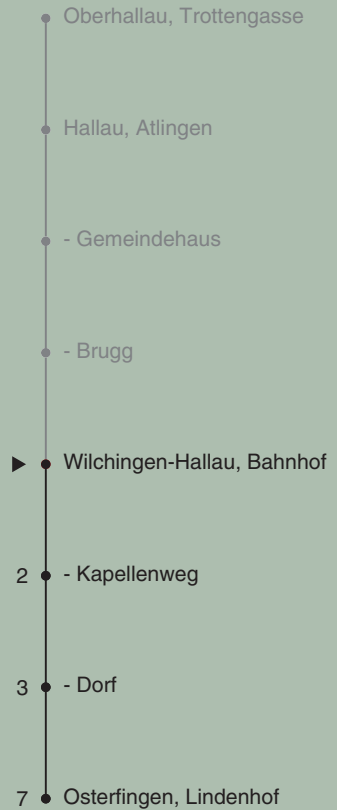 Oberhallau, Trottengasse
Hallau, Atlingen
- Gemeindehaus
- Brugg
Wilchingen-Hallau, Bahnhof
2 - Kapellenweg
3 - Dorf
7 Osterfingen, Lindenhof